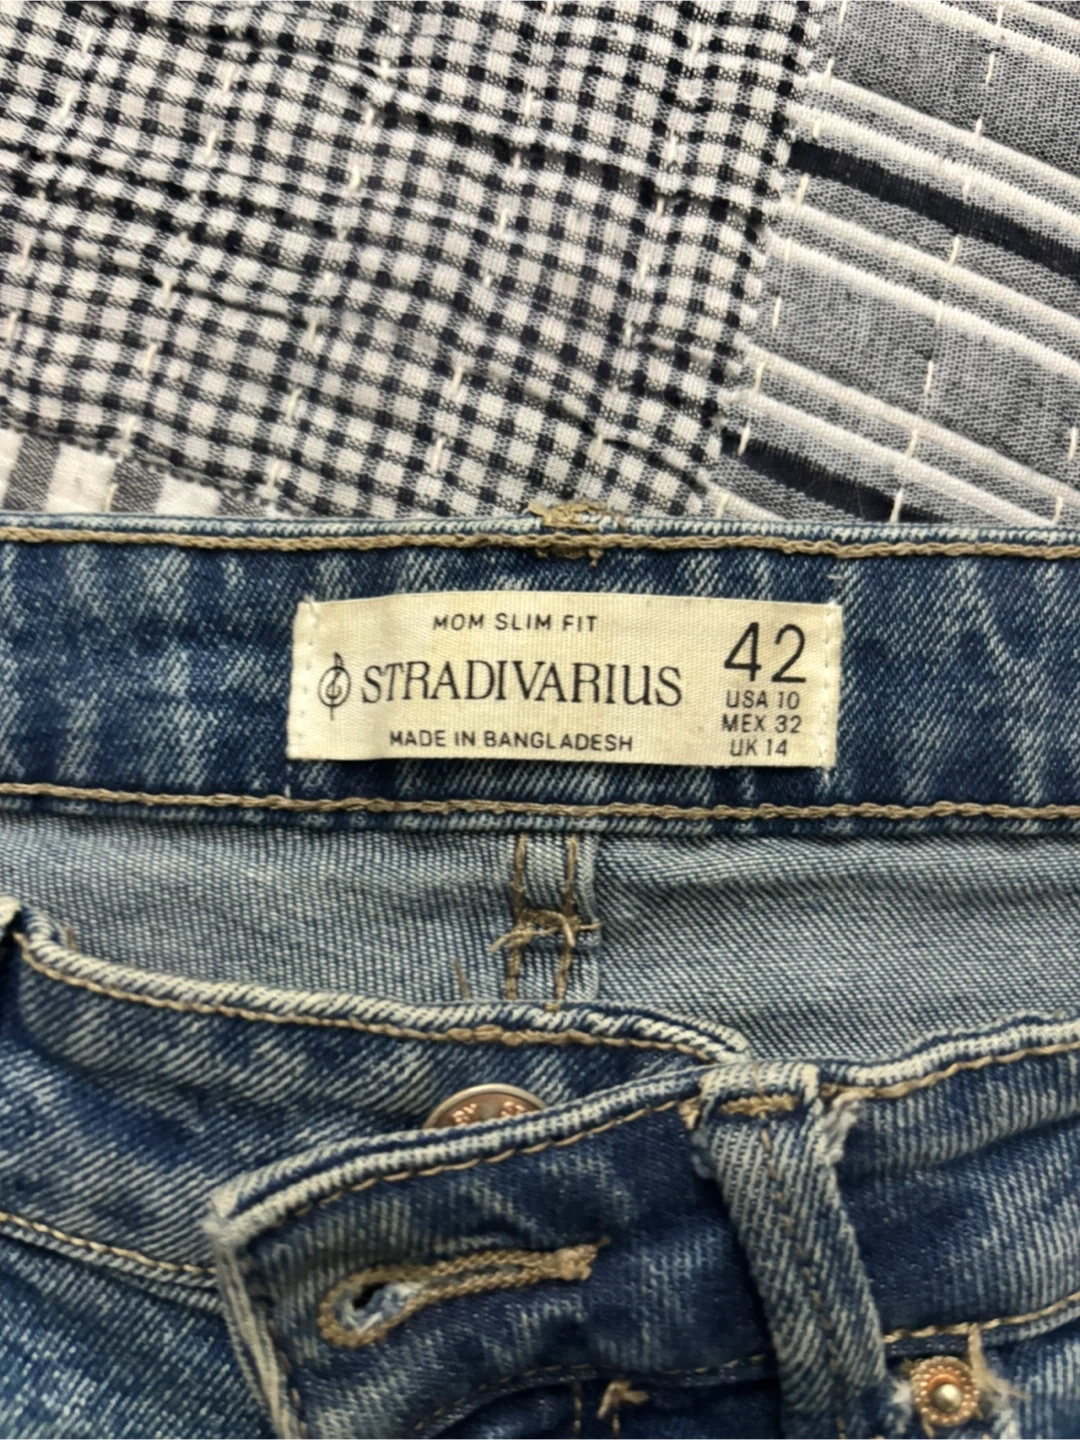 MOM SLIM FIT
STRADIVARIUS
MADE IN BANGLADESH
42
USA 10
MEX 32
UK 14